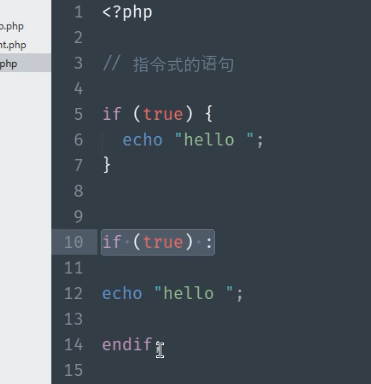 o.php
nt.php
php
1 <?php
2
3 // 指令式的语句
4
5 if (true) {
6 echo "hello ";
7 }
8
9
10 if (true) :
11
12 echo "hello ";
13
14 endif
15